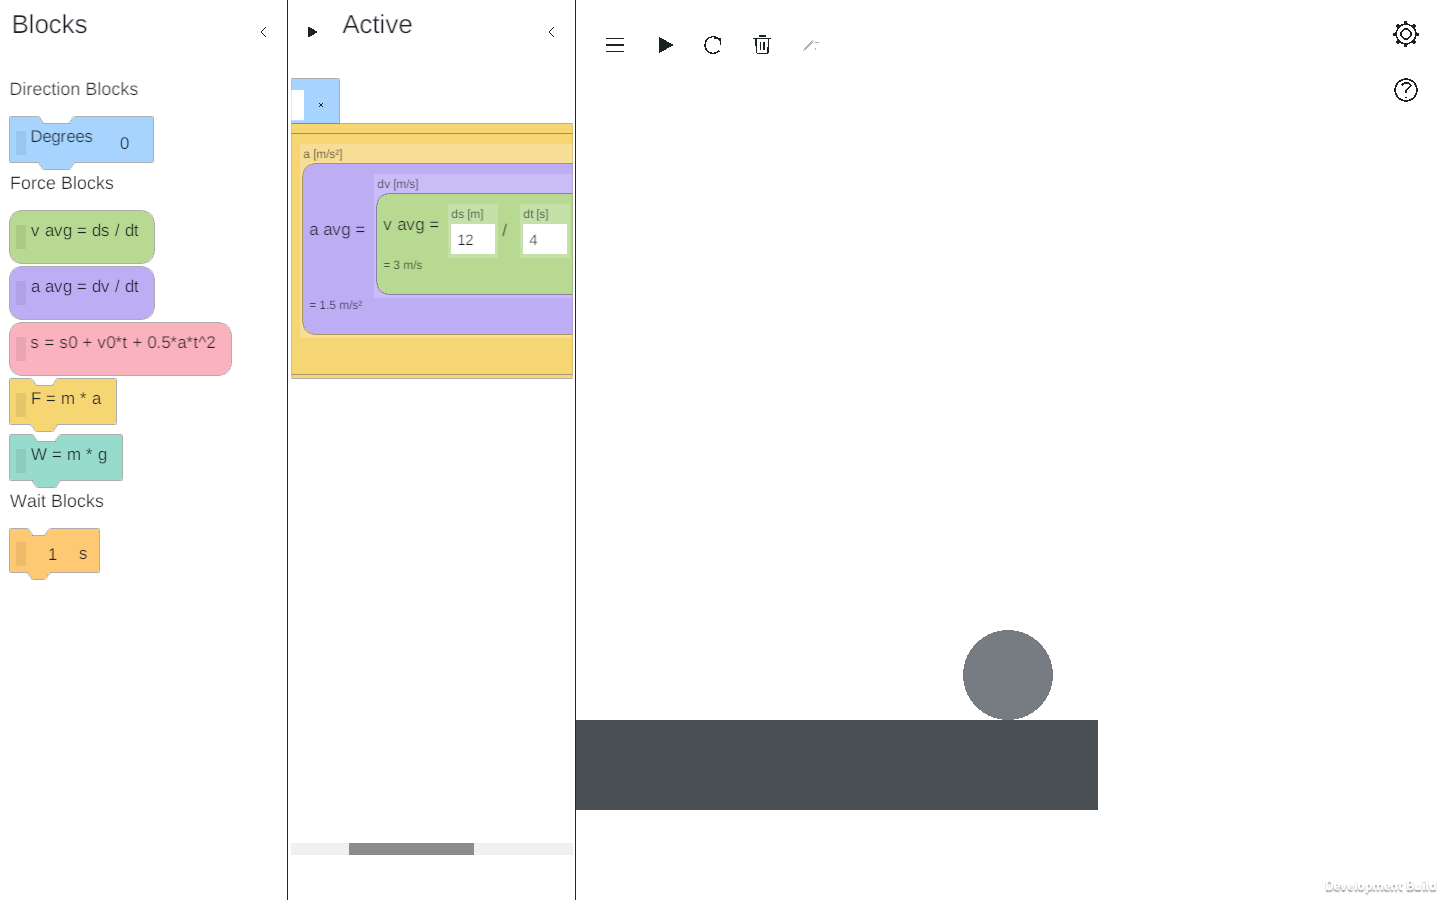 Blocks
Active
Direction Blocks
Degrees 0
Force Blocks
v avg = ds / dt
a avg = dv / dt
s = s0 + v0*t + 0.5*a*t^2
F = m * a
W = m * g
Wait Blocks
1 s
×
a [m/s²]
dv [m/s]
a avg =
v avg =
ds [m]
12
/
dt [s]
4
= 3 m/s
= 1.5 m/s²
Development Build